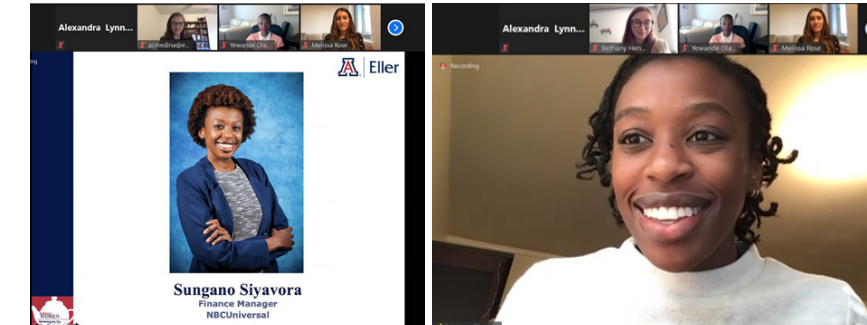 Alexandra Lynn...
acmedina@e...
Yewande Ola...
Melissa Rose
A Eller
Sungano Siyavora
Finance Manager
NBCUniversal
WOMEN
Alexandra Lynn...
Bethany Hen...
Yewande Ola...
Melissa Rose
Recording